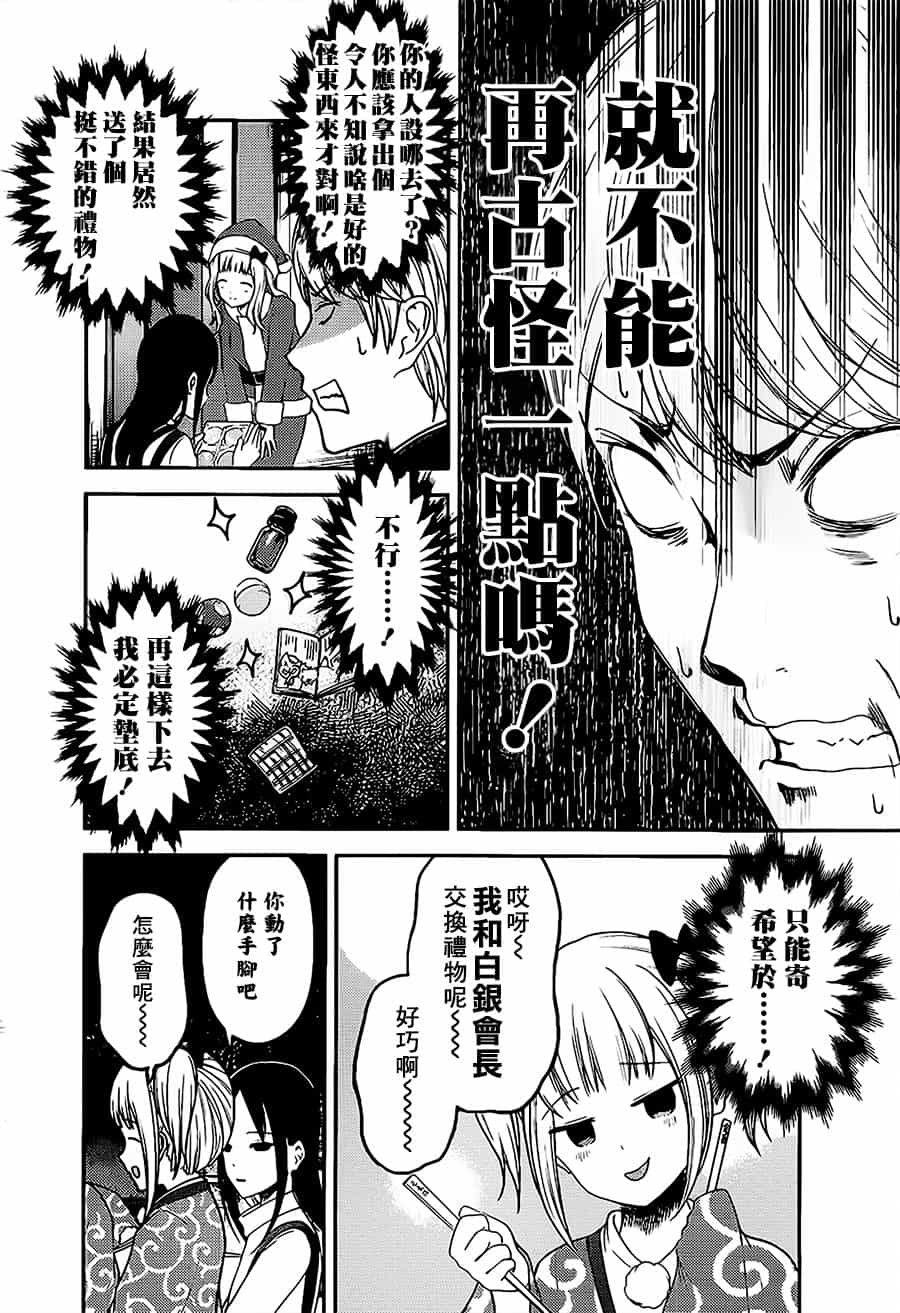 就不能
再古怪一點嗎！
你的人設哪去了？
你應該拿出個
令人不知說啥是好的
怪東西來才對啊！
結果居然
送了個
挺不錯的禮物！
不行……！
再這樣下去
我必定墊底！
只能寄
希望於……！
哎呀～
我和白銀會長
交換禮物呢～
好巧啊～
你動了
什麼手腳吧
怎麼會呢～